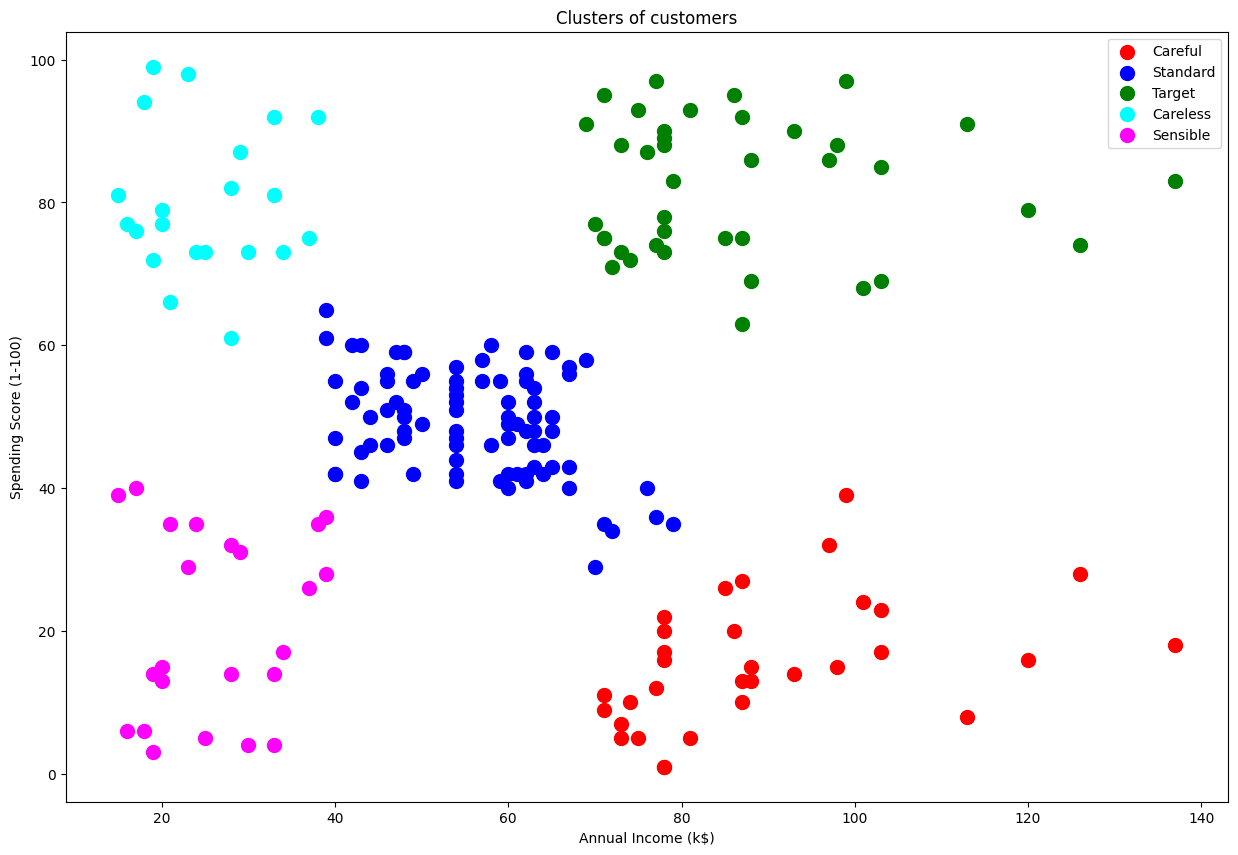 Clusters of customers
Careful
Standard
Target
Careless
Sensible
Spending Score (1-100)
100
80
60
40
20
0
20 40 60 80 100 120 140
Annual Income (k$)